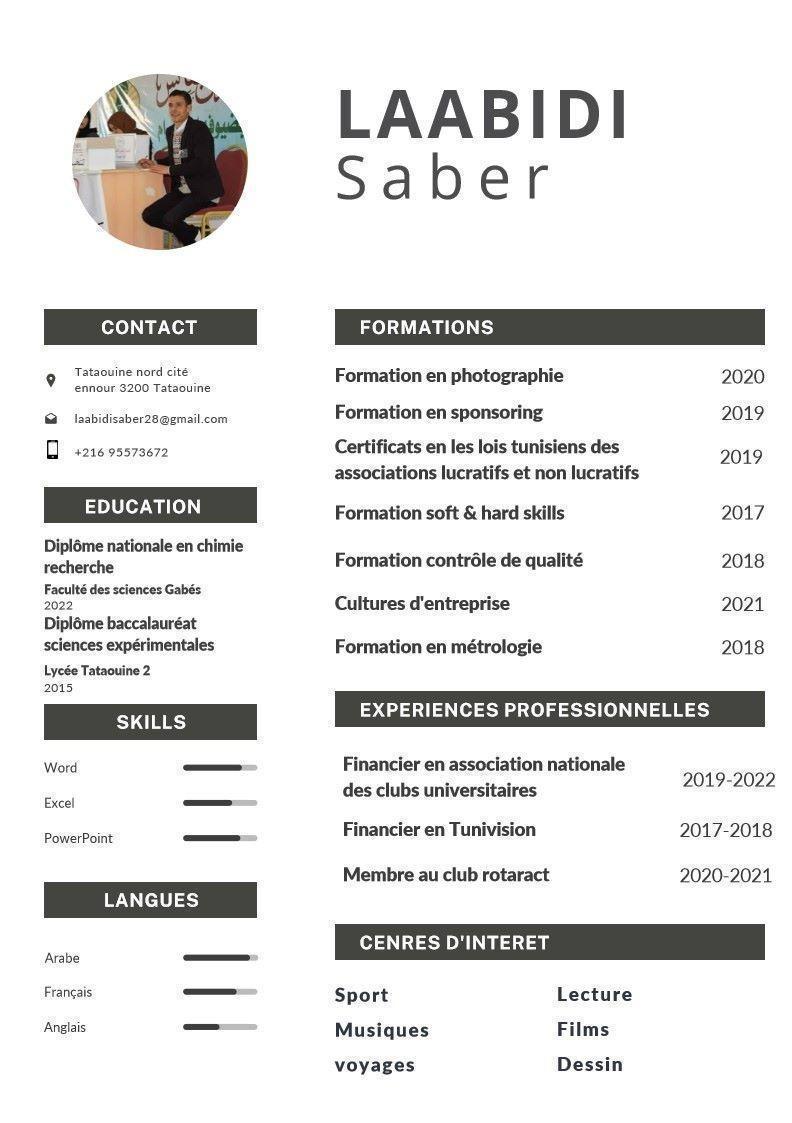 LAABIDI
Saber
CONTACT
Tataouine nord cité
ennour 3200 Tataouine
laabidisaber28@gmail.com
+216 95573672
EDUCATION
Diplôme nationale en chimie
recherche
Faculté des sciences Gabés
2022
Diplôme baccalauréat
sciences expérimentales
Lycée Tataouine 2
2015
SKILLS
Word
Excel
PowerPoint
LANGUES
Arabe
Français
Anglais
FORMATIONS
Formation en photographie 2020
Formation en sponsoring 2019
Certificats en les lois tunisiens des
associations lucratifs et non lucratifs 2019
Formation soft & hard skills 2017
Formation contrôle de qualité 2018
Cultures d'entreprise 2021
Formation en métrologie 2018
EXPERIENCES PROFESSIONNELLES
Financier en association nationale
des clubs universitaires 2019-2022
Financier en Tunivision 2017-2018
Membre au club rotaract 2020-2021
CENRES D'INTERET
Sport Lecture
Musiques Films
voyages Dessin